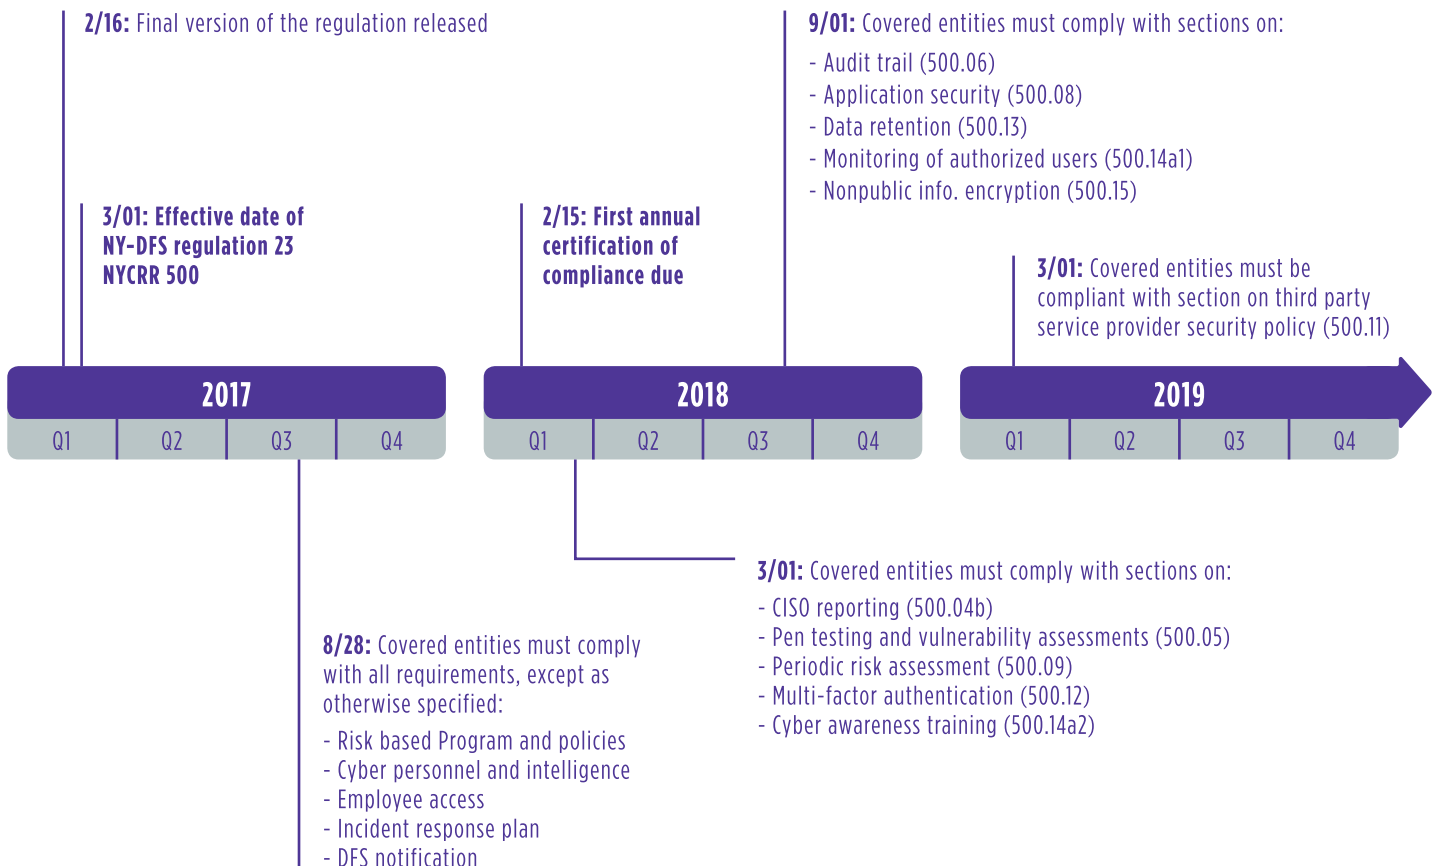 2/16: Final version of the regulation released
9/01: Covered entities must comply with sections on:
- Audit trail (500.06)
- Application security (500.08)
- Data retention (500.13)
- Monitoring of authorized users (500.14a1)
- Nonpublic info. encryption (500.15)
3/01: Effective date of
NY-DFS regulation 23
NYCRR 500
2/15: First annual
certification of
compliance due
3/01: Covered entities must be
compliant with section on third party
service provider security policy (500.11)
2017
2018
2019
Q1 Q2 Q3 Q4
Q1 Q2 Q3 Q4
Q1 Q2 Q3 Q4
3/01: Covered entities must comply with sections on:
- CISO reporting (500.04b)
- Pen testing and vulnerability assessments (500.05)
- Periodic risk assessment (500.09)
- Multi-factor authentication (500.12)
- Cyber awareness training (500.14a2)
8/28: Covered entities must comply
with all requirements, except as
otherwise specified:
- Risk based Program and policies
- Cyber personnel and intelligence
- Employee access
- Incident response plan
- DFS notification